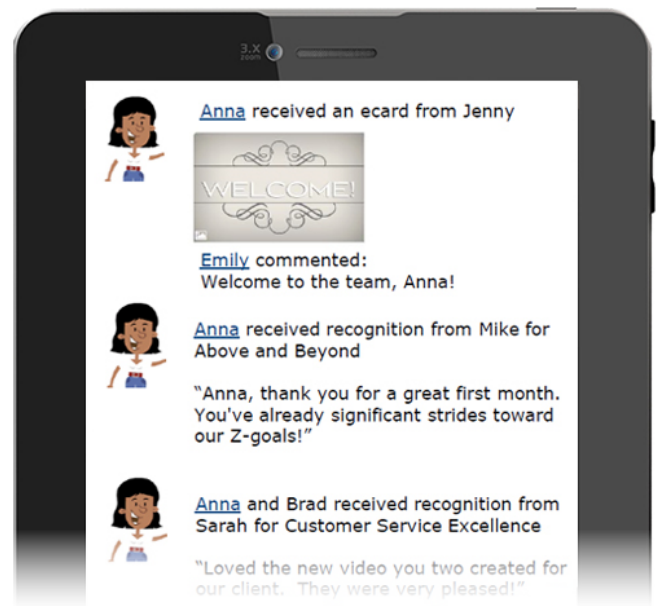 3.X
zoom
Anna received an ecard from Jenny
WELCOME!
Emily commented:
Welcome to the team, Anna!
Anna received recognition from Mike for
Above and Beyond
“Anna, thank you for a great first month.
You've already significant strides toward
our Z-goals!”
Anna and Brad received recognition from
Sarah for Customer Service Excellence
“Loved the new video you two created for
our client. They were very pleased!”